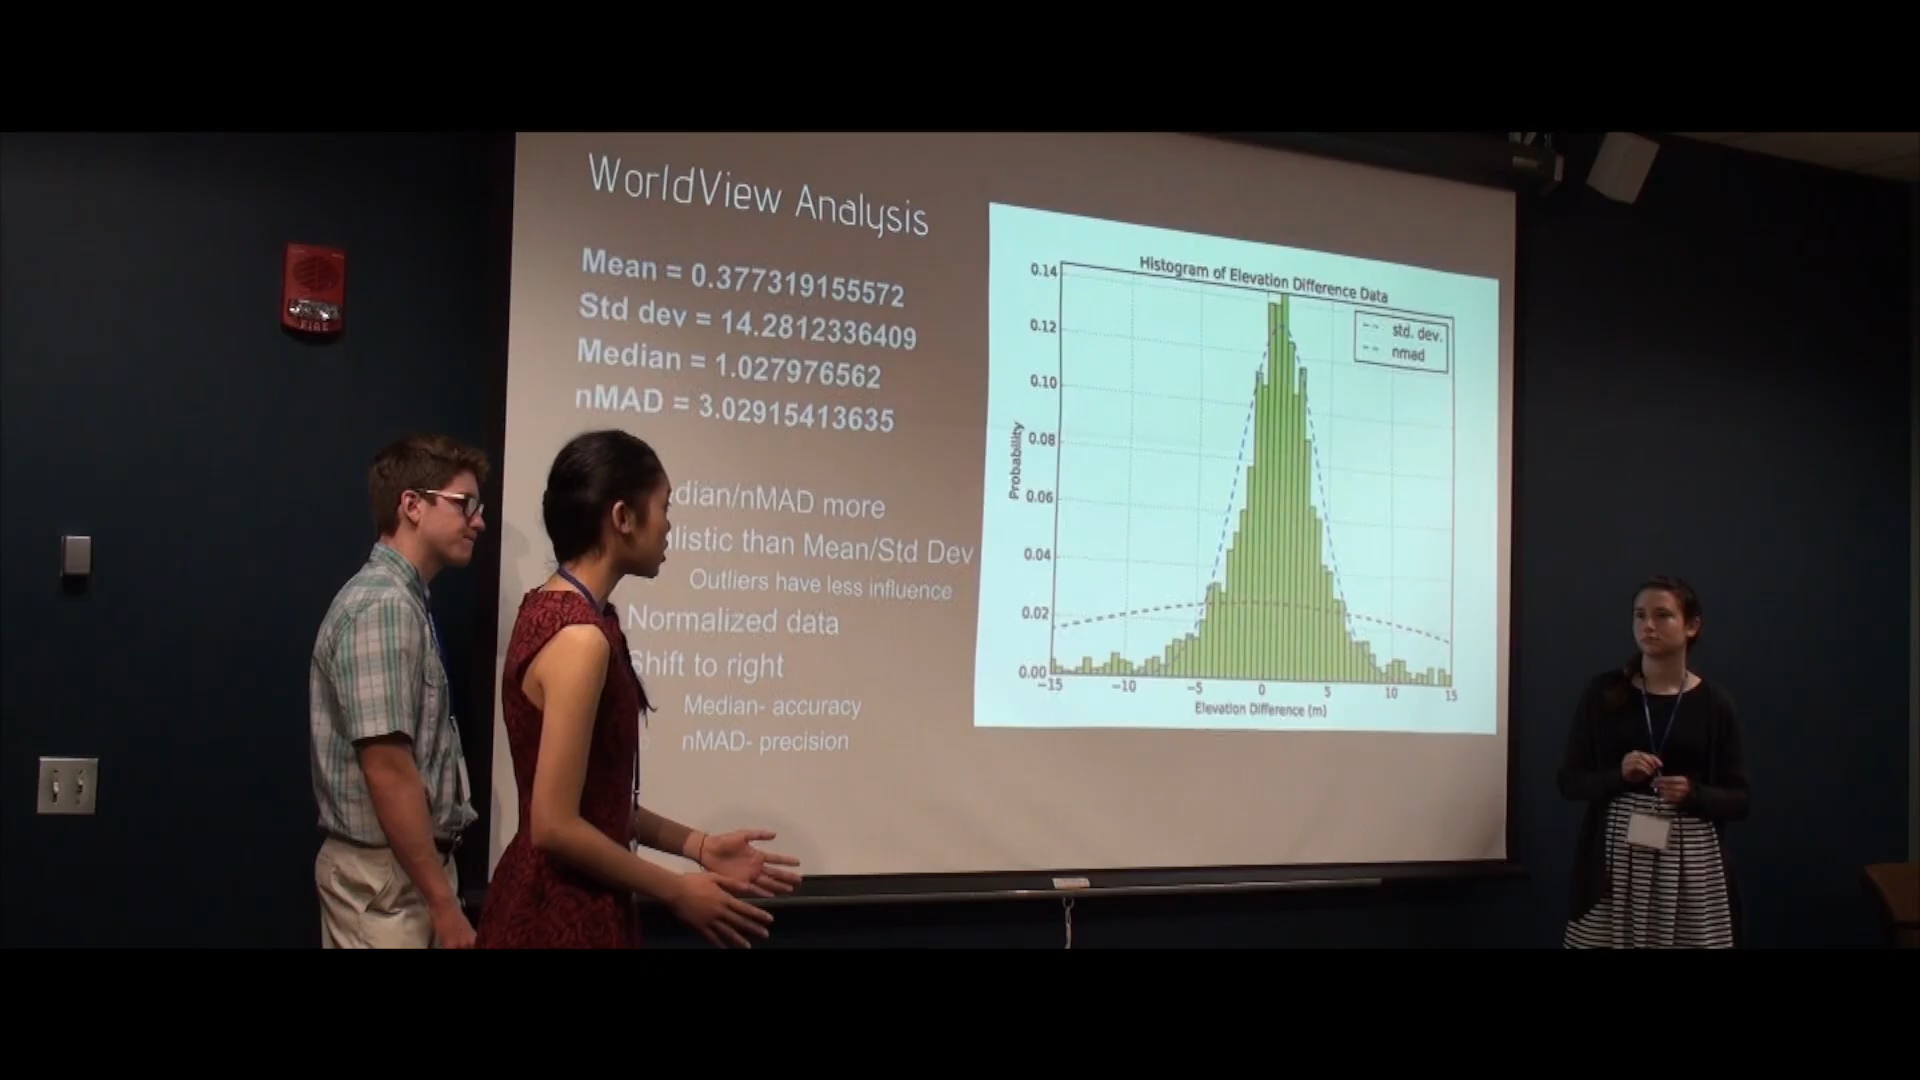 WorldView Analysis
Mean = 0.377319155572
Std dev = 14.2812336409
Median = 1.027976562
nMAD = 3.02915413635
edian/nMAD more
listic than Mean/Std Dev
Outliers have less influence
Normalized data
Shift to right
Median- accuracy
nMAD- precision
Histogram of Elevation Difference Data
std. dev.
nmad
0.14
0.12
0.10
0.08
0.06
0.04
0.02
0.00
Probability
−15 −10 −5 0 5 10 15
Elevation Difference (m)
FIRE